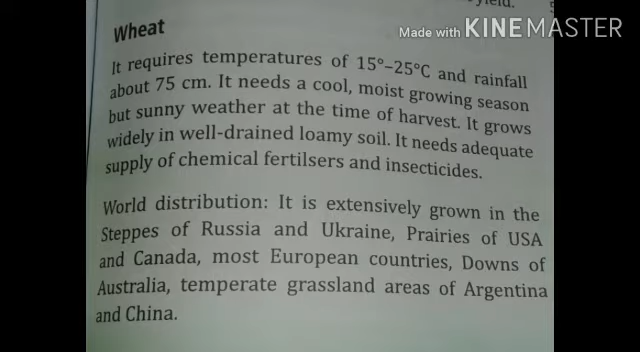 yield.
Made with KINEMASTER
Wheat
It requires temperatures of 15°–25°C and rainfall
about 75 cm. It needs a cool, moist growing season
but sunny weather at the time of harvest. It grows
widely in well-drained loamy soil. It needs adequate
supply of chemical fertilsers and insecticides.
World distribution: It is extensively grown in the
Steppes of Russia and Ukraine, Prairies of USA
and Canada, most European countries, Downs of
Australia, temperate grassland areas of Argentina
and China.